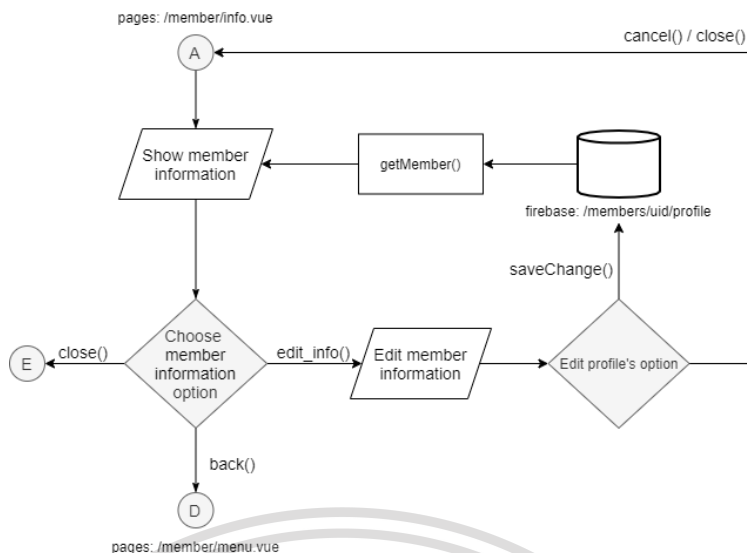 pages: /member/info.vue
cancel() / close()
A
Show member
information
getMember()
firebase: /members/uid/profile
saveChange()
Choose
member
information
option
close()
E
edit_info()
Edit member
information
Edit profile's option
back()
D
pages: /member/menu.vue